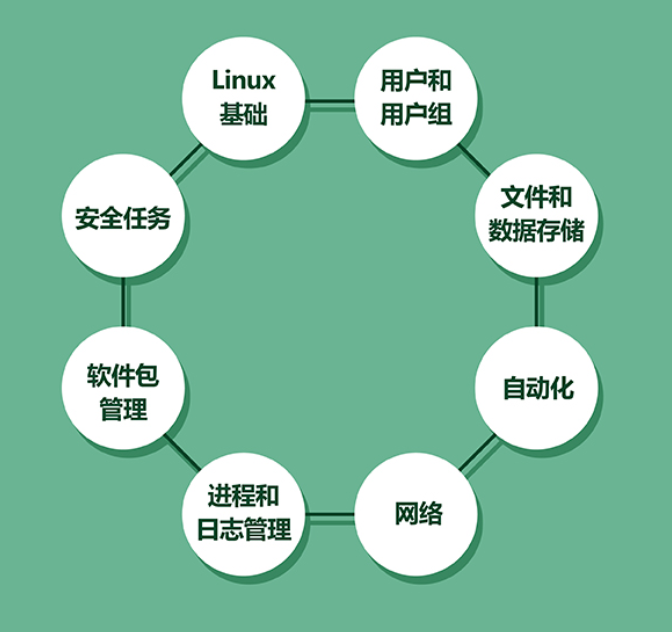 Linux
基础
用户和
用户组
文件和
数据存储
自动化
网络
进程和
日志管理
软件包
管理
安全任务